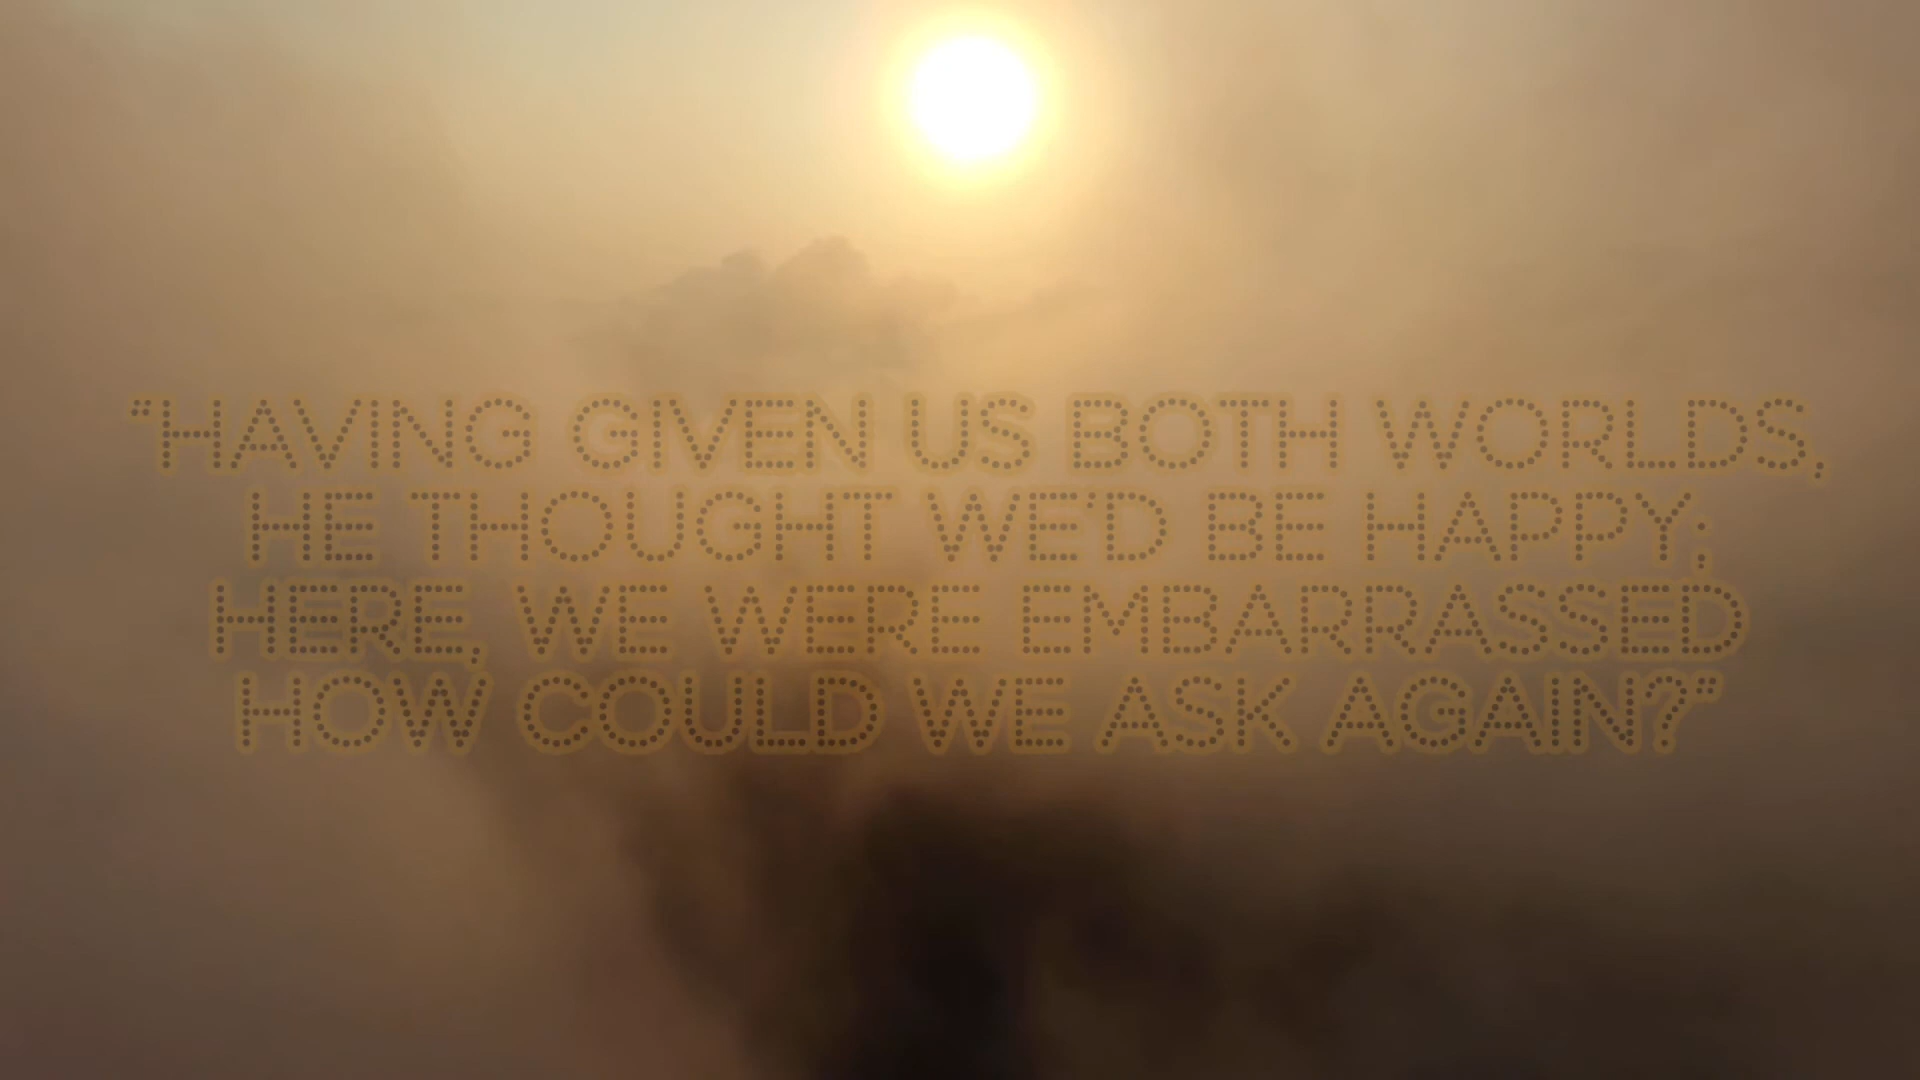 “HAVING GIVEN US BOTH WORLDS,
HE THOUGHT WE'D BE HAPPY;
HERE, WE WERE EMBARRASSED
HOW COULD WE ASK AGAIN?”